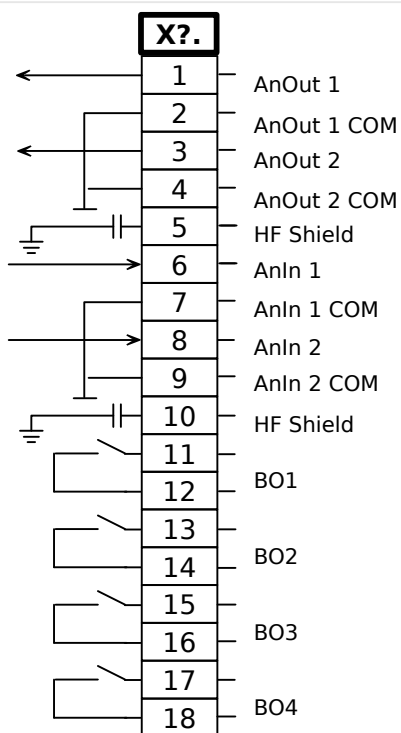 X?.
1 AnOut 1
2 AnOut 1 COM
3 AnOut 2
4 AnOut 2 COM
5 HF Shield
6 AnIn 1
7 AnIn 1 COM
8 AnIn 2
9 AnIn 2 COM
10 HF Shield
11
BO1
12
13
BO2
14
15
BO3
16
17
BO4
18